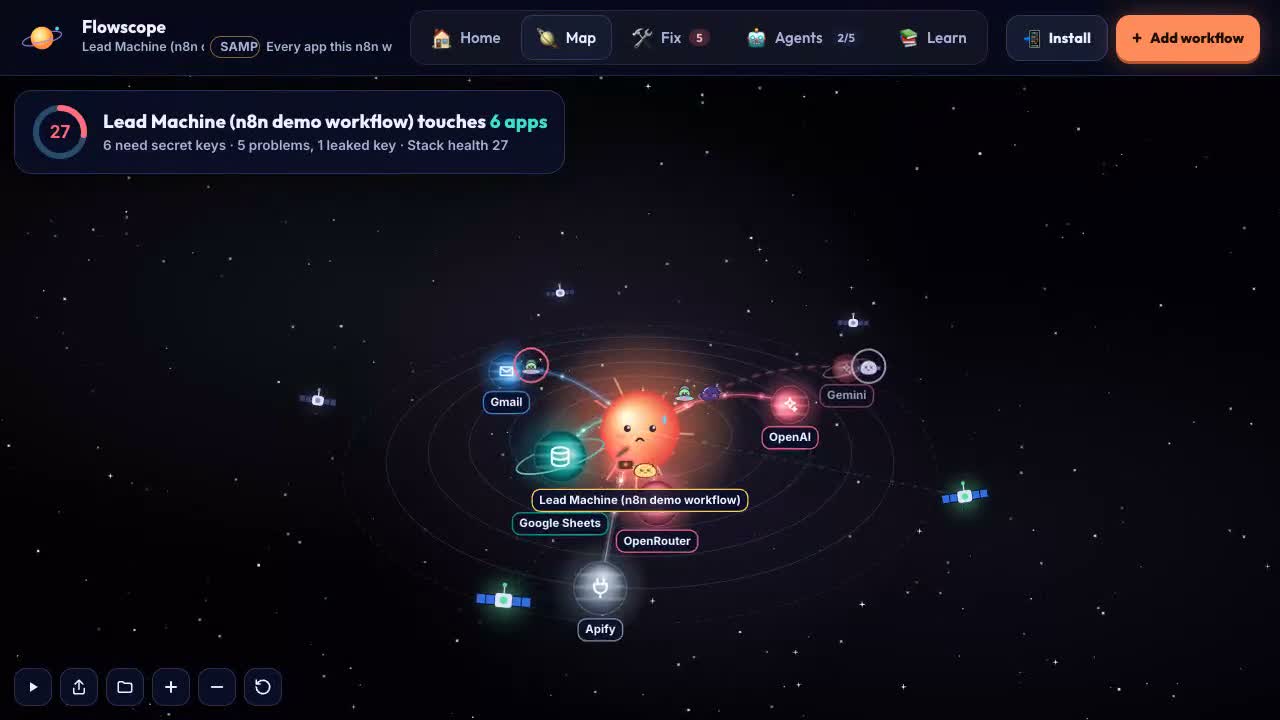 Flowscope
Lead Machine (n8n SAMP Every app this n8n w
Home
Map
Fix 5
Agents 2/5
Learn
Install
+ Add workflow
27
Lead Machine (n8n demo workflow) touches 6 apps
6 need secret keys · 5 problems, 1 leaked key · Stack health 27
Gmail
Gemini
OpenAI
Lead Machine (n8n demo workflow)
Google Sheets
OpenRouter
Apify